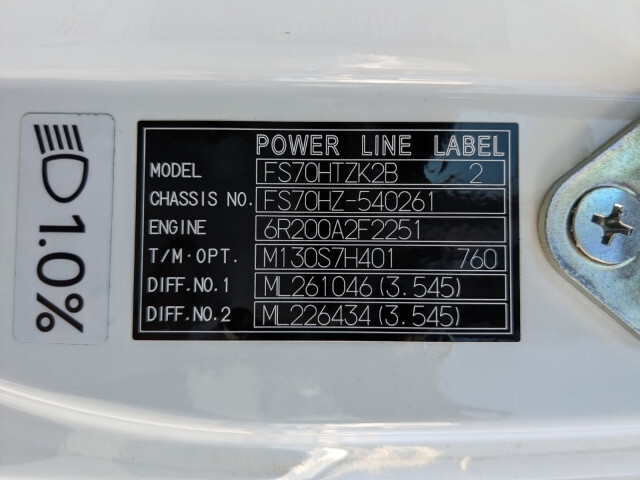 POWER LINE LABEL
MODEL FS70HTZK2B 2
CHASSIS NO. FS70HZ-540261
ENGINE 6R200A2F2251
T/M·OPT. M130S7H401 760
DIFF.NO.1 ML261046(3.545)
DIFF.NO.2 ML226434(3.545)
1.0%